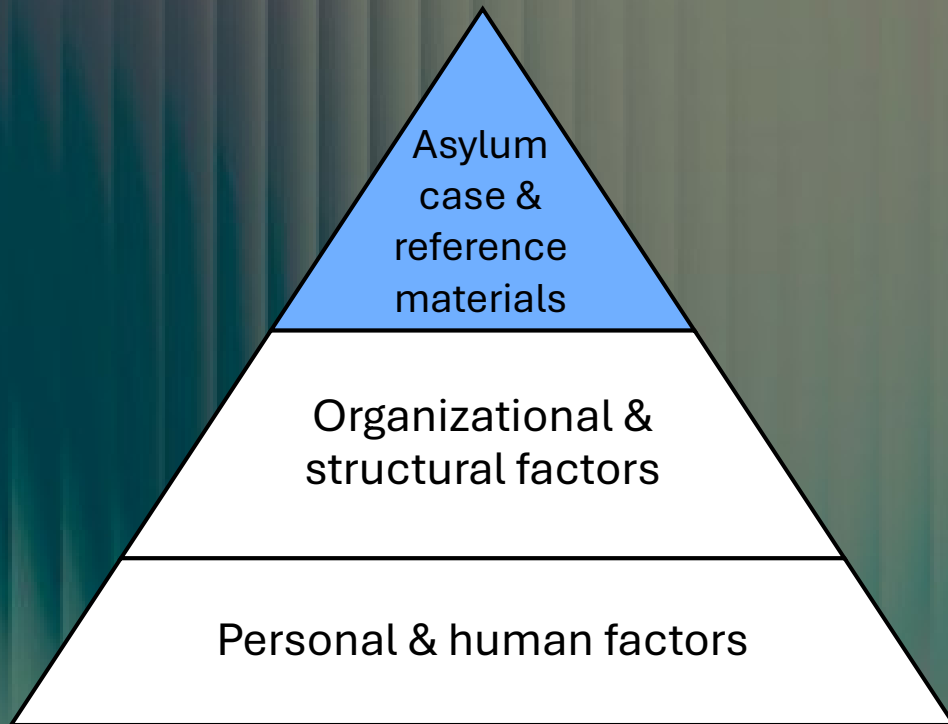 Asylum
case &
reference
materials
Organizational &
structural factors
Personal & human factors